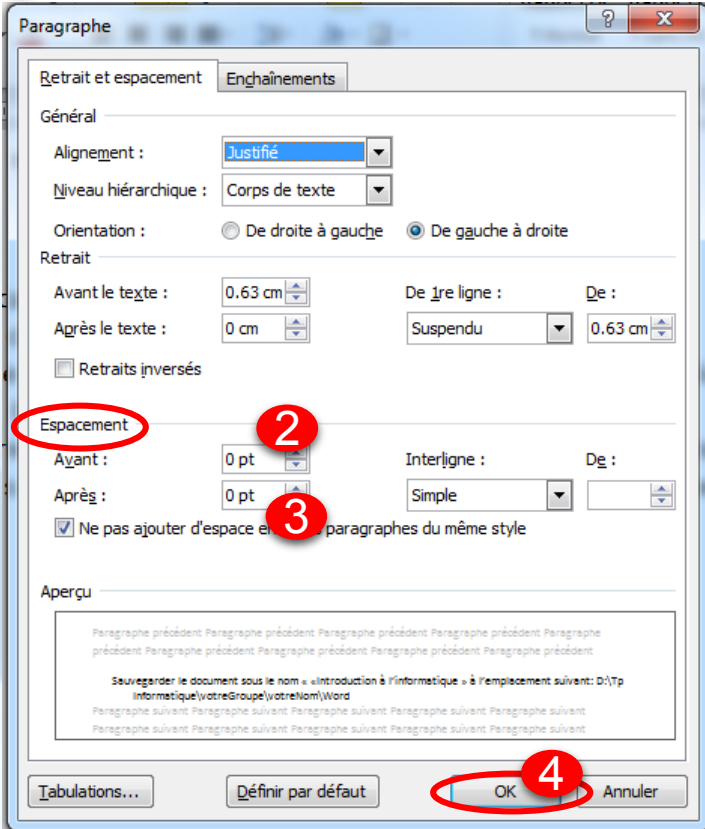 Paragraphe
Retrait et espacement Enchaînements
Général
Alignement : Justifié
Niveau hiérarchique : Corps de texte
Orientation : De droite à gauche De gauche à droite
Retrait
Avant le texte : 0.63 cm De 1re ligne : De :
Après le texte : 0 cm Suspendu 0.63 cm
Retraits inversés
Espacement 2
Avant : 0 pt Interligne : De :
Après : 0 pt Simple
3
Ne pas ajouter d'espace paragraphes du même style
Aperçu
Paragraphe précédent Paragraphe précédent Paragraphe précédent Paragraphe précédent Paragraphe
précédent Paragraphe précédent Paragraphe précédent Paragraphe précédent Paragraphe précédent
Sauvegarder le document sous le nom « «Introduction à l'informatique » à l'emplacement suivant: D:\Tp
Informatique\votreGroupe\votreNom\Word
Paragraphe suivant Paragraphe suivant Paragraphe suivant Paragraphe suivant Paragraphe suivant
Paragraphe suivant Paragraphe suivant Paragraphe suivant Paragraphe suivant Paragraphe suivant
4
Tabulations... Définir par défaut OK Annuler